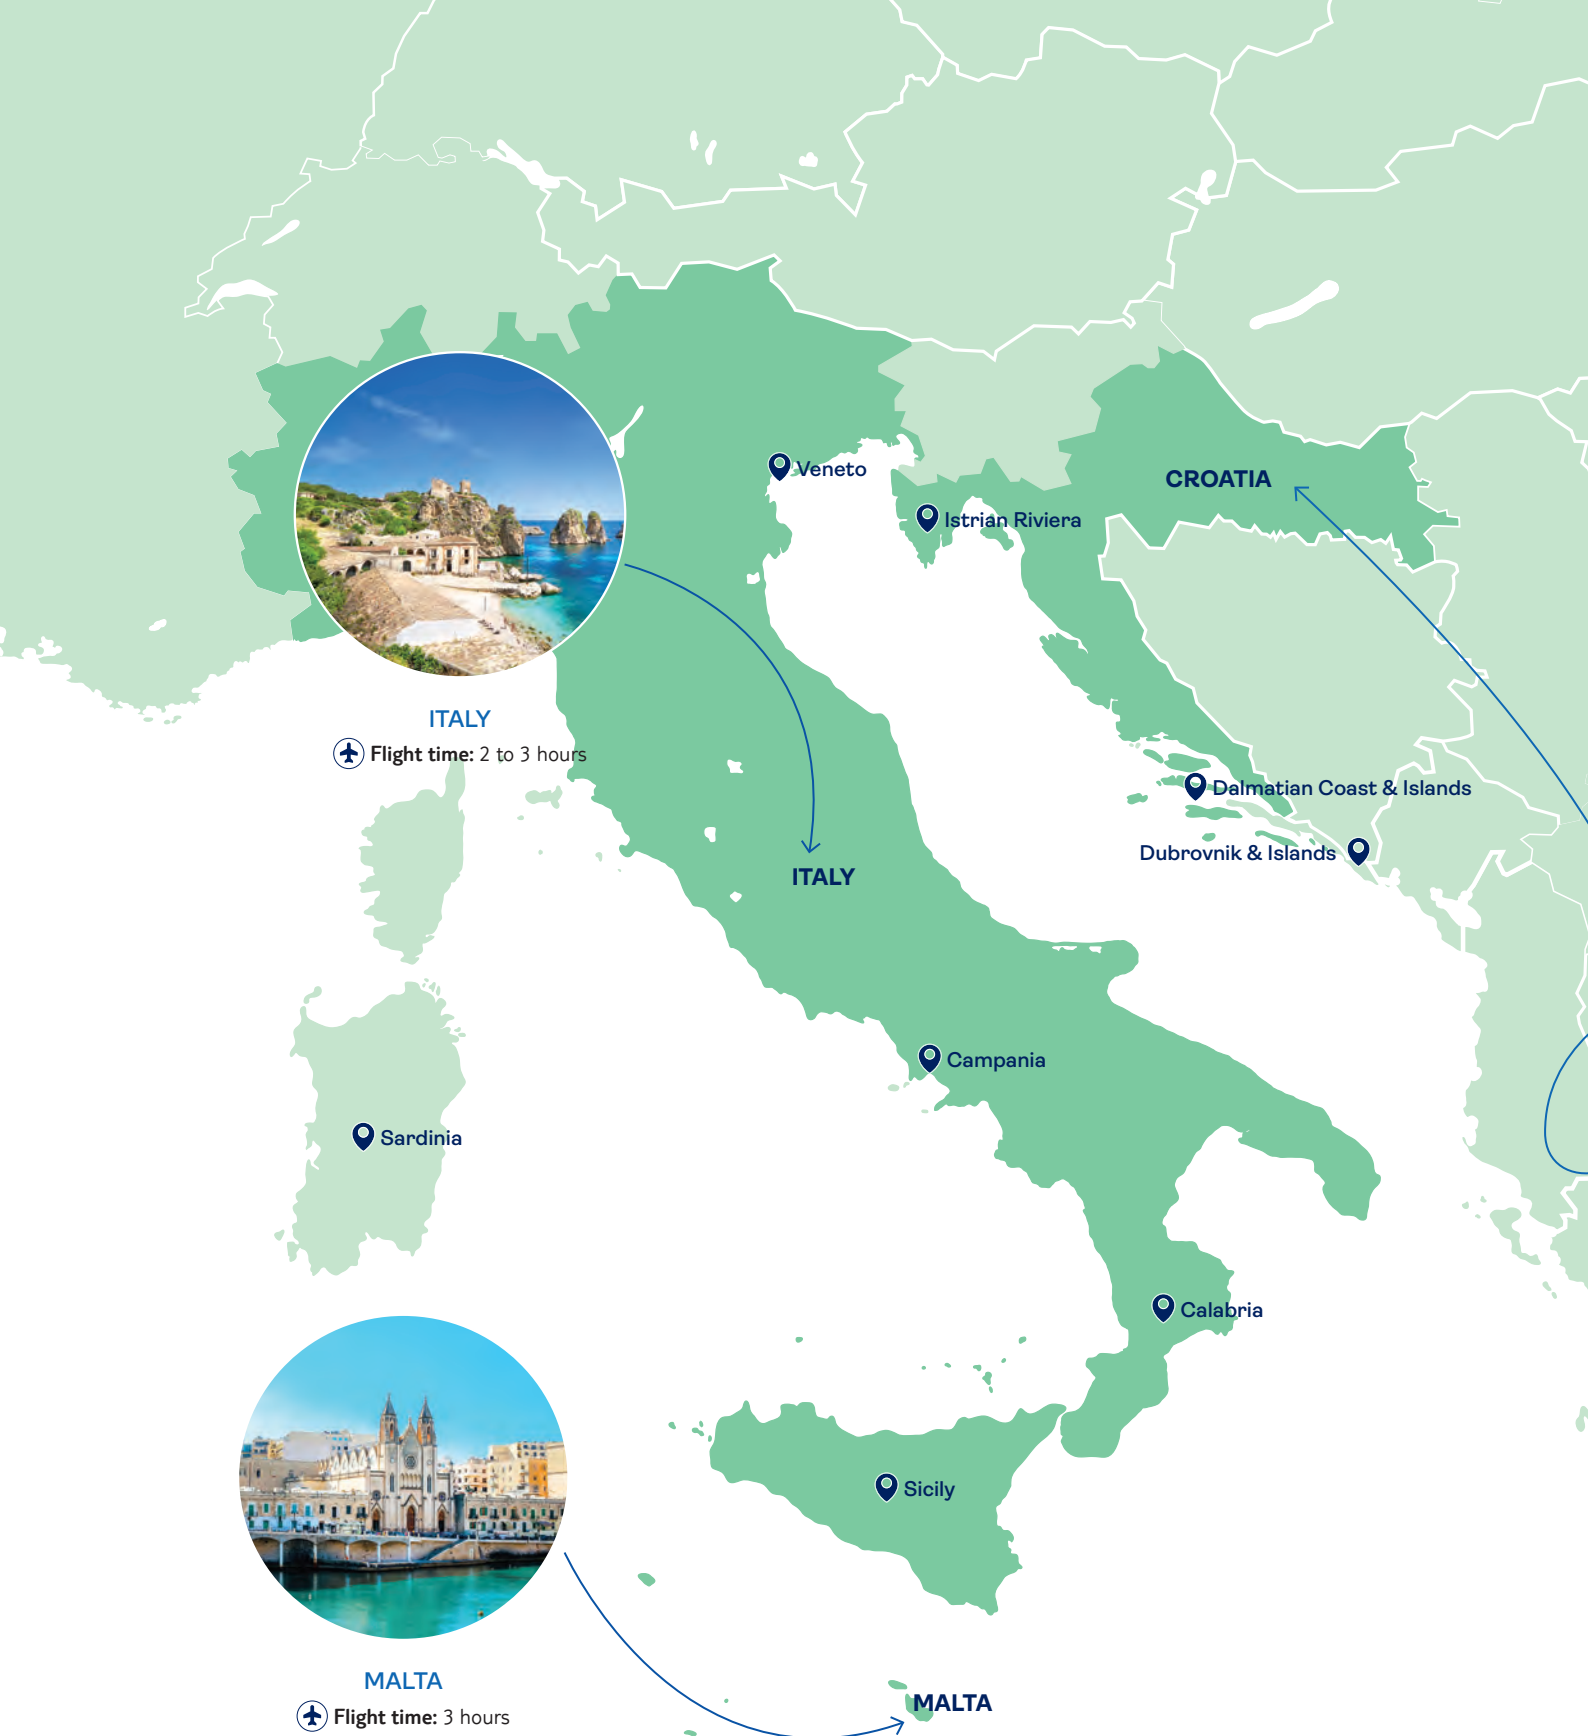 Veneto
CROATIA
Istrian Riviera
ITALY
Flight time: 2 to 3 hours
Dalmatian Coast & Islands
Dubrovnik & Islands
ITALY
Campania
Sardinia
Calabria
Sicily
MALTA
Flight time: 3 hours
MALTA